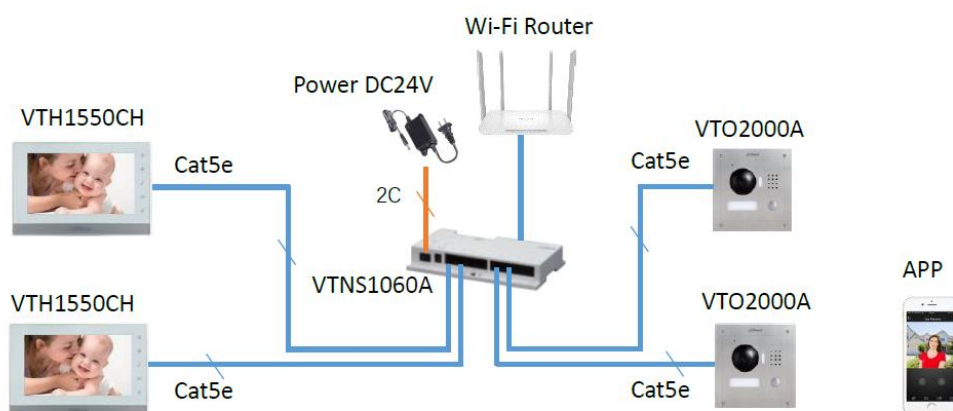 Wi-Fi Router
Power DC24V
VTH1550CH
VTO2000A
Cat5e
Cat5e
2C
VTNS1060A
APP
VTH1550CH
VTO2000A
Cat5e
Cat5e